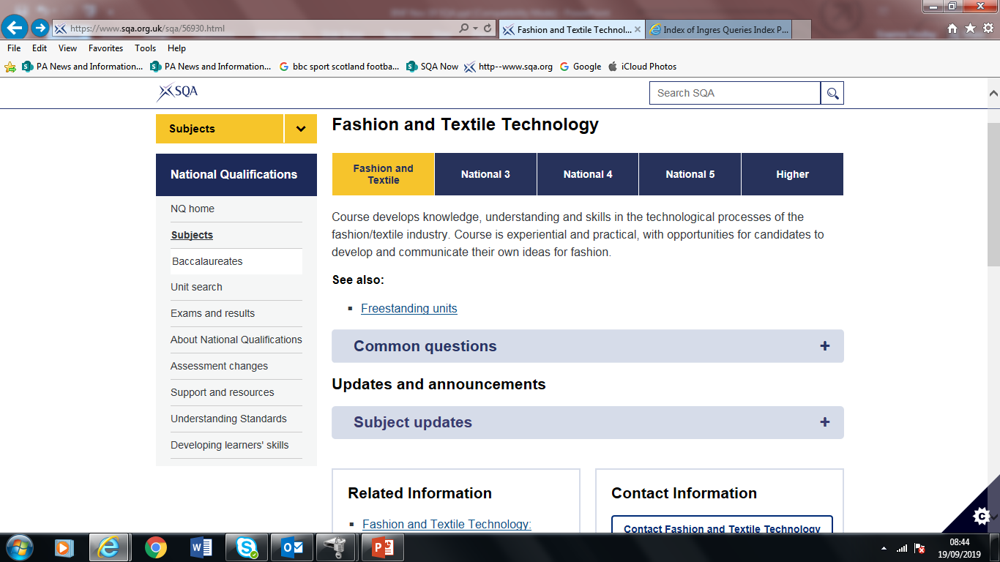 https://www.sqa.org.uk/sqa/56930.html
Fashion and Textile Technol...
Index of Ingres Queries Index P...
File Edit View Favorites Tools Help
PA News and Information... PA News and Information... bbc sport scotland footba... SQA Now http--www.sqa.org Google iCloud Photos
SQA
Search SQA
Subjects
National Qualifications
NQ home
Subjects
Baccalaureates
Unit search
Exams and results
About National Qualifications
Assessment changes
Support and resources
Understanding Standards
Developing learners' skills
Fashion and Textile Technology
Fashion and
Textile
National 3
National 4
National 5
Higher
Course develops knowledge, understanding and skills in the technological processes of the
fashion/textile industry. Course is experiential and practical, with opportunities for candidates to
develop and communicate their own ideas for fashion.
See also:
Freestanding units
Common questions
Updates and announcements
Subject updates
Related Information
Fashion and Textile Technology:
Contact Information
Contact Fashion and Textile Technology
08:44
19/09/2019